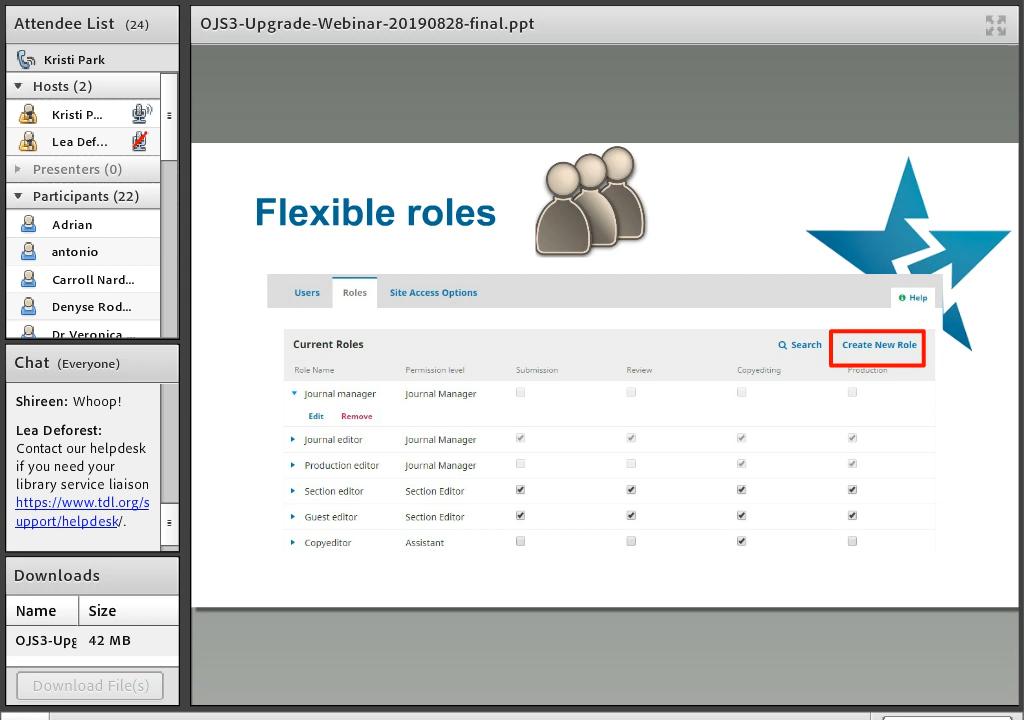 Attendee List (24)
Kristi Park
Hosts (2)
Kristi P...
Lea Def...
Presenters (0)
Participants (22)
Adrian
antonio
Carroll Nard...
Denyse Rod...
Dr Veronica
Chat (Everyone)
Shireen: Whoop!
Lea Deforest:
Contact our helpdesk
if you need your
library service liaison
https://www.tdl.org/s
upport/helpdesk/.
Downloads
Name Size
OJS3-Upg 42 MB
Download File(s)
OJS3-Upgrade-Webinar-20190828-final.ppt
Flexible roles
Users Roles Site Access Options
Help
Current Roles Search Create New Role
Role Name Permission level Submission Review Copyediting Production
Journal manager Journal Manager
Edit Remove
Journal editor Journal Manager
Production editor Journal Manager
Section editor Section Editor
Guest editor Section Editor
Copyeditor Assistant